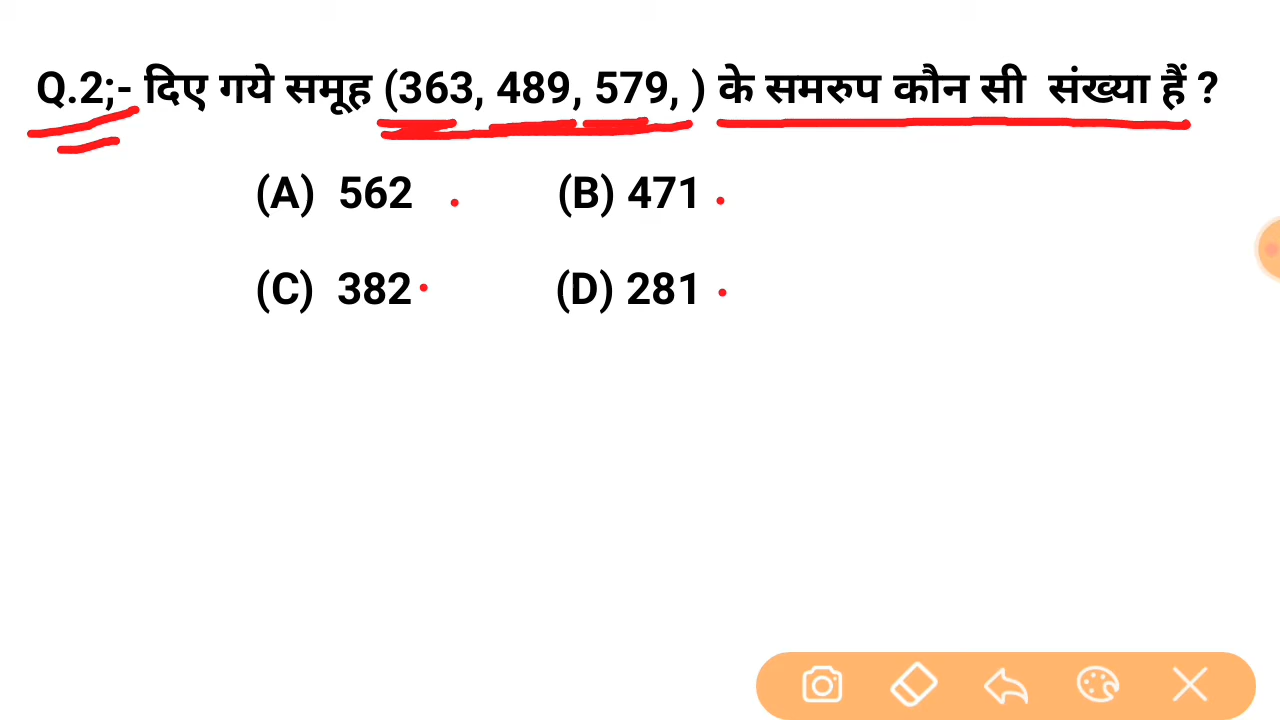 Q.2;- दिए गये समूह (363, 489, 579, ) के समरुप कौन सी संख्या हैं ?
(A) 562 (B) 471
(C) 382 (D) 281